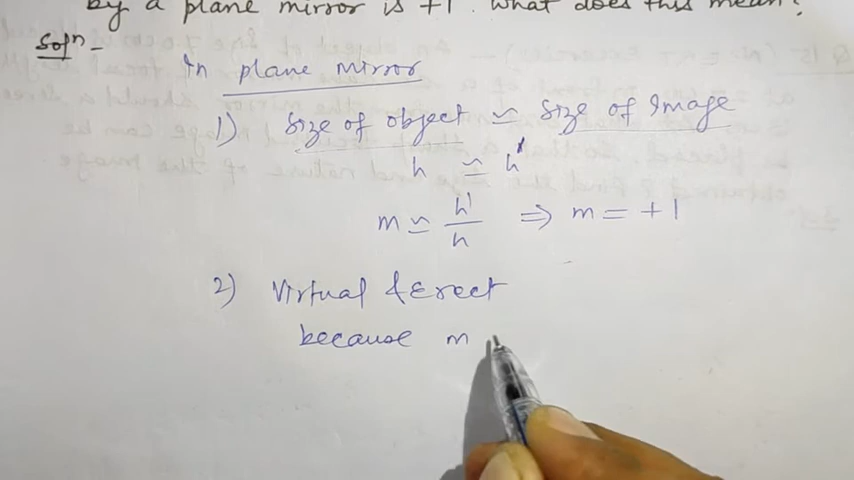 by a plane mirror is +1. What does this mean?
Solⁿ-
In plane mirror
1) Size of object ≃ Size of Image
h ≃ h'
m ≃ h'/h ⇒ m = +1
2) Virtual & Erect
because m